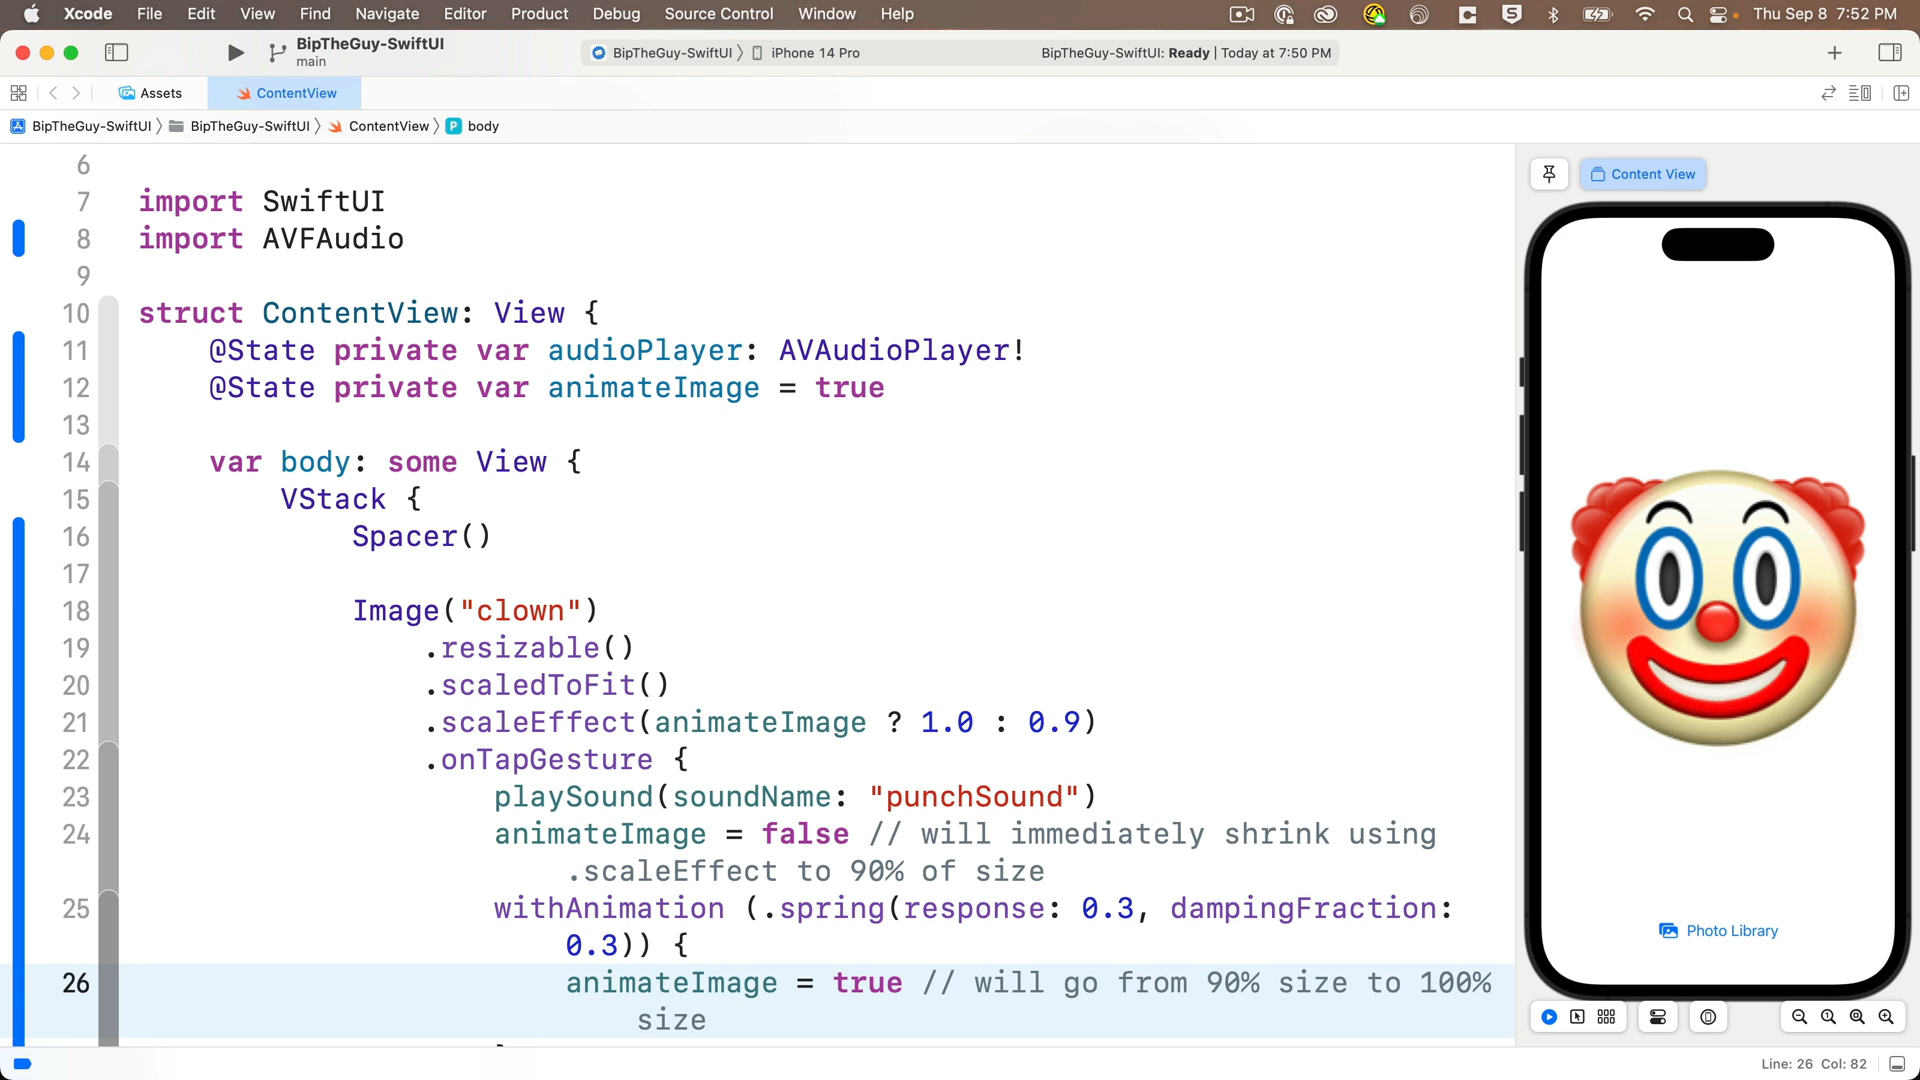 Xcode File Edit View Find Navigate Editor Product Debug Source Control Window Help Thu Sep 8 7:52 PM
BipTheGuy-SwiftUI
main
BipTheGuy-SwiftUI 〉 iPhone 14 Pro BipTheGuy-SwiftUI: Ready | Today at 7:50 PM
Assets ContentView
BipTheGuy-SwiftUI 〉 BipTheGuy-SwiftUI 〉 ContentView 〉 P body
6
7 import SwiftUI
8 import AVFAudio
9
10 struct ContentView: View {
11 @State private var audioPlayer: AVAudioPlayer!
12 @State private var animateImage = true
13
14 var body: some View {
15 VStack {
16 Spacer()
17
18 Image("clown")
19 .resizable()
20 .scaledToFit()
21 .scaleEffect(animateImage ? 1.0 : 0.9)
22 .onTapGesture {
23 playSound(soundName: "punchSound")
24 animateImage = false // will immediately shrink using
.scaleEffect to 90% of size
25 withAnimation (.spring(response: 0.3, dampingFraction:
0.3)) {
26 animateImage = true // will go from 90% size to 100%
size
Content View
Photo Library
Line: 26 Col: 82